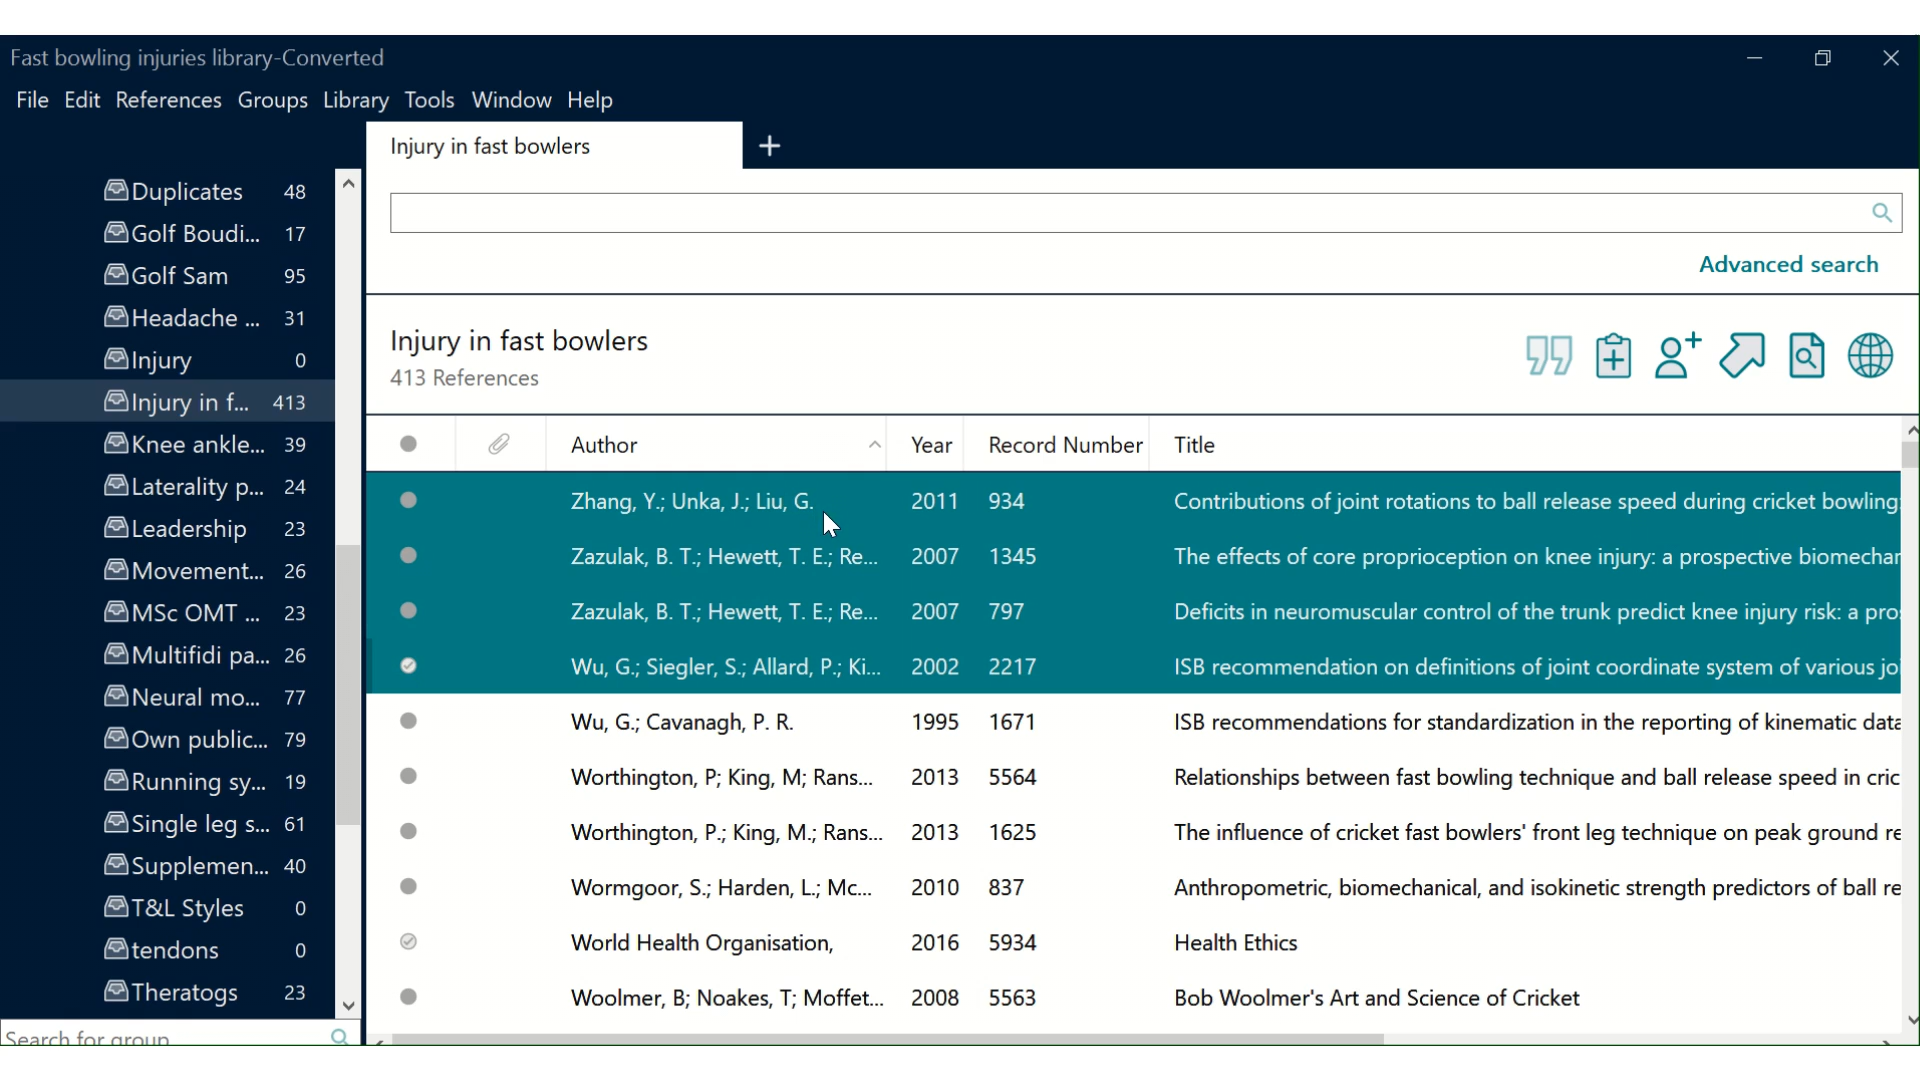 Fast bowling injuries library-Converted
File Edit References Groups Library Tools Window Help
Injury in fast bowlers
Duplicates 48
Golf Boudi... 17
Golf Sam 95
Headache ... 31
Injury 0
Injury in f... 413
Knee ankle... 39
Laterality p... 24
Leadership 23
Movement... 26
MSc OMT ... 23
Multifidi pa... 26
Neural mo... 77
Own public... 79
Running sy... 19
Single leg s... 61
Supplemen... 40
T&L Styles 0
tendons 0
Theratogs 23
Search for group
Advanced search
Injury in fast bowlers
413 References
Author Year Record Number Title
Zhang, Y.; Unka, J.; Liu, G. 2011 934 Contributions of joint rotations to ball release speed during cricket bowling:
Zazulak, B. T.; Hewett, T. E.; Re... 2007 1345 The effects of core proprioception on knee injury: a prospective biomechan
Zazulak, B. T.; Hewett, T. E.; Re... 2007 797 Deficits in neuromuscular control of the trunk predict knee injury risk: a pros
Wu, G.; Siegler, S.; Allard, P.; Ki... 2002 2217 ISB recommendation on definitions of joint coordinate system of various joi
Wu, G.; Cavanagh, P. R. 1995 1671 ISB recommendations for standardization in the reporting of kinematic data
Worthington, P; King, M; Rans... 2013 5564 Relationships between fast bowling technique and ball release speed in cric
Worthington, P.; King, M.; Rans... 2013 1625 The influence of cricket fast bowlers' front leg technique on peak ground re
Wormgoor, S.; Harden, L.; Mc... 2010 837 Anthropometric, biomechanical, and isokinetic strength predictors of ball re
World Health Organisation, 2016 5934 Health Ethics
Woolmer, B; Noakes, T; Moffet... 2008 5563 Bob Woolmer's Art and Science of Cricket